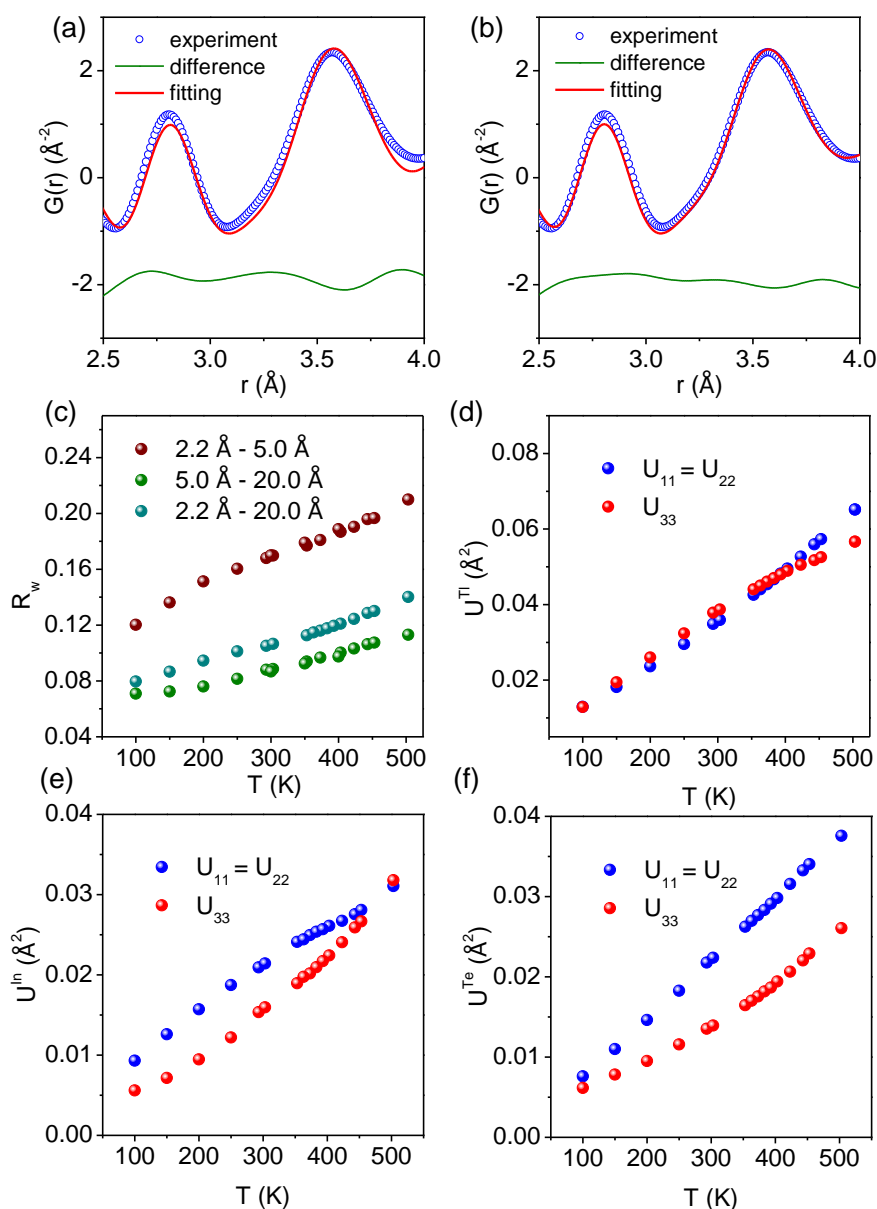 (a)
experiment
difference
fitting
2
0
-2
G(r) (Å⁻²)
2.5 3.0 3.5 4.0
r (Å)
(b)
experiment
difference
fitting
2
0
-2
G(r) (Å⁻²)
2.5 3.0 3.5 4.0
r (Å)
(c)
2.2 Å - 5.0 Å
5.0 Å - 20.0 Å
2.2 Å - 20.0 Å
0.24
0.20
0.16
0.12
0.08
0.04
R_w
100 200 300 400 500
T (K)
(d)
U₁₁ = U₂₂
U₃₃
0.08
0.06
0.04
0.02
U^Tl (Å²)
100 200 300 400 500
T (K)
(e)
U₁₁ = U₂₂
U₃₃
0.04
0.03
0.02
0.01
0.00
U^In (Å²)
100 200 300 400 500
T (K)
(f)
U₁₁ = U₂₂
U₃₃
0.04
0.03
0.02
0.01
0.00
U^Te (Å²)
100 200 300 400 500
T (K)